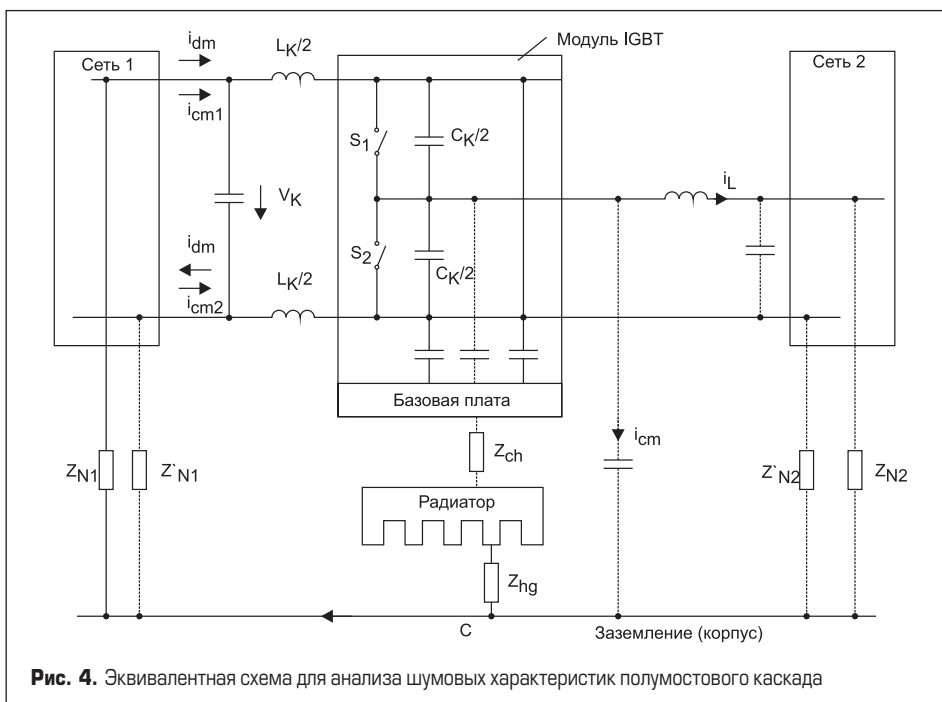 Модуль IGBT
Сеть 1
i_dm
L_K/2
Сеть 2
i_cm1
S_1
C_K/2
V_K
i_L
i_dm
S_2
L_K/2
C_K/2
i_cm2
Базовая плата
Z_ch
i_cm
Z_N1
Z`_N1
Z`_N2
Z_N2
Радиатор
Z_hg
C
Заземление (корпус)
Рис. 4. Эквивалентная схема для анализа шумовых характеристик полумостового каскада